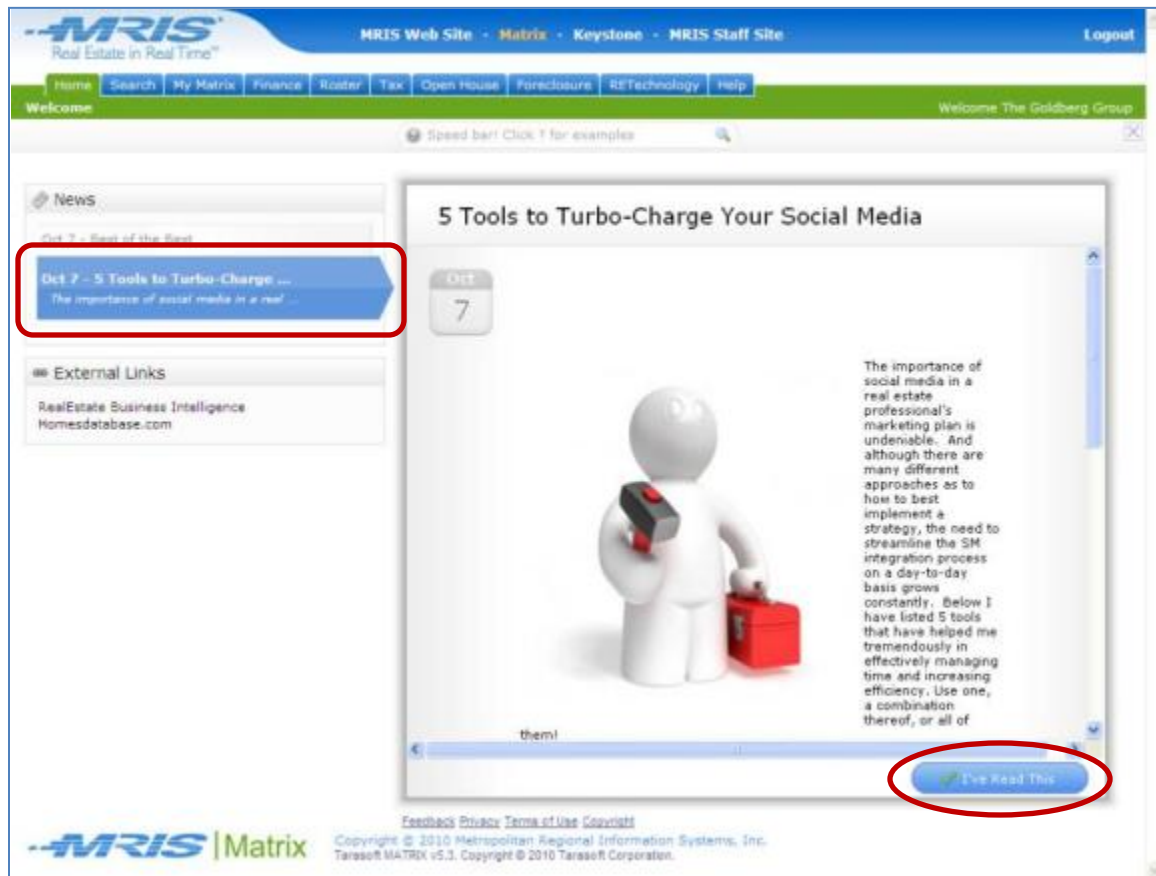 MRIS
Real Estate in Real Time™
MRIS Web Site - Matrix - Keystone - MRIS Staff Site
Logout
Home Search My Matrix Finance Roster Tax Open House Foreclosure RETechnology Help
Welcome
Welcome The Goldberg Group
Speed bar! Click ? for examples
News
Oct 7 - Best of the Best
Oct 7 - 5 Tools to Turbo-Charge ...
The importance of social media in a real ...
External Links
RealEstate Business Intelligence
Homesdatabase.com
5 Tools to Turbo-Charge Your Social Media
Oct
7
The importance of
social media in a
real estate
professional's
marketing plan is
undeniable. And
although there are
many different
approaches as to
how to best
implement a
strategy, the need to
streamline the SM
integration process
on a day-to-day
basis grows
constantly. Below I
have listed 5 tools
that have helped me
tremendously in
effectively managing
time and increasing
efficiency. Use one,
a combination
thereof, or all of
them!
I've Read This
Feedback Privacy Terms of Use Copyright
MRIS | Matrix
Copyright © 2010 Metropolitan Regional Information Systems, Inc.
Tarasoft MATRIX v5.3. Copyright © 2010 Tarasoft Corporation.